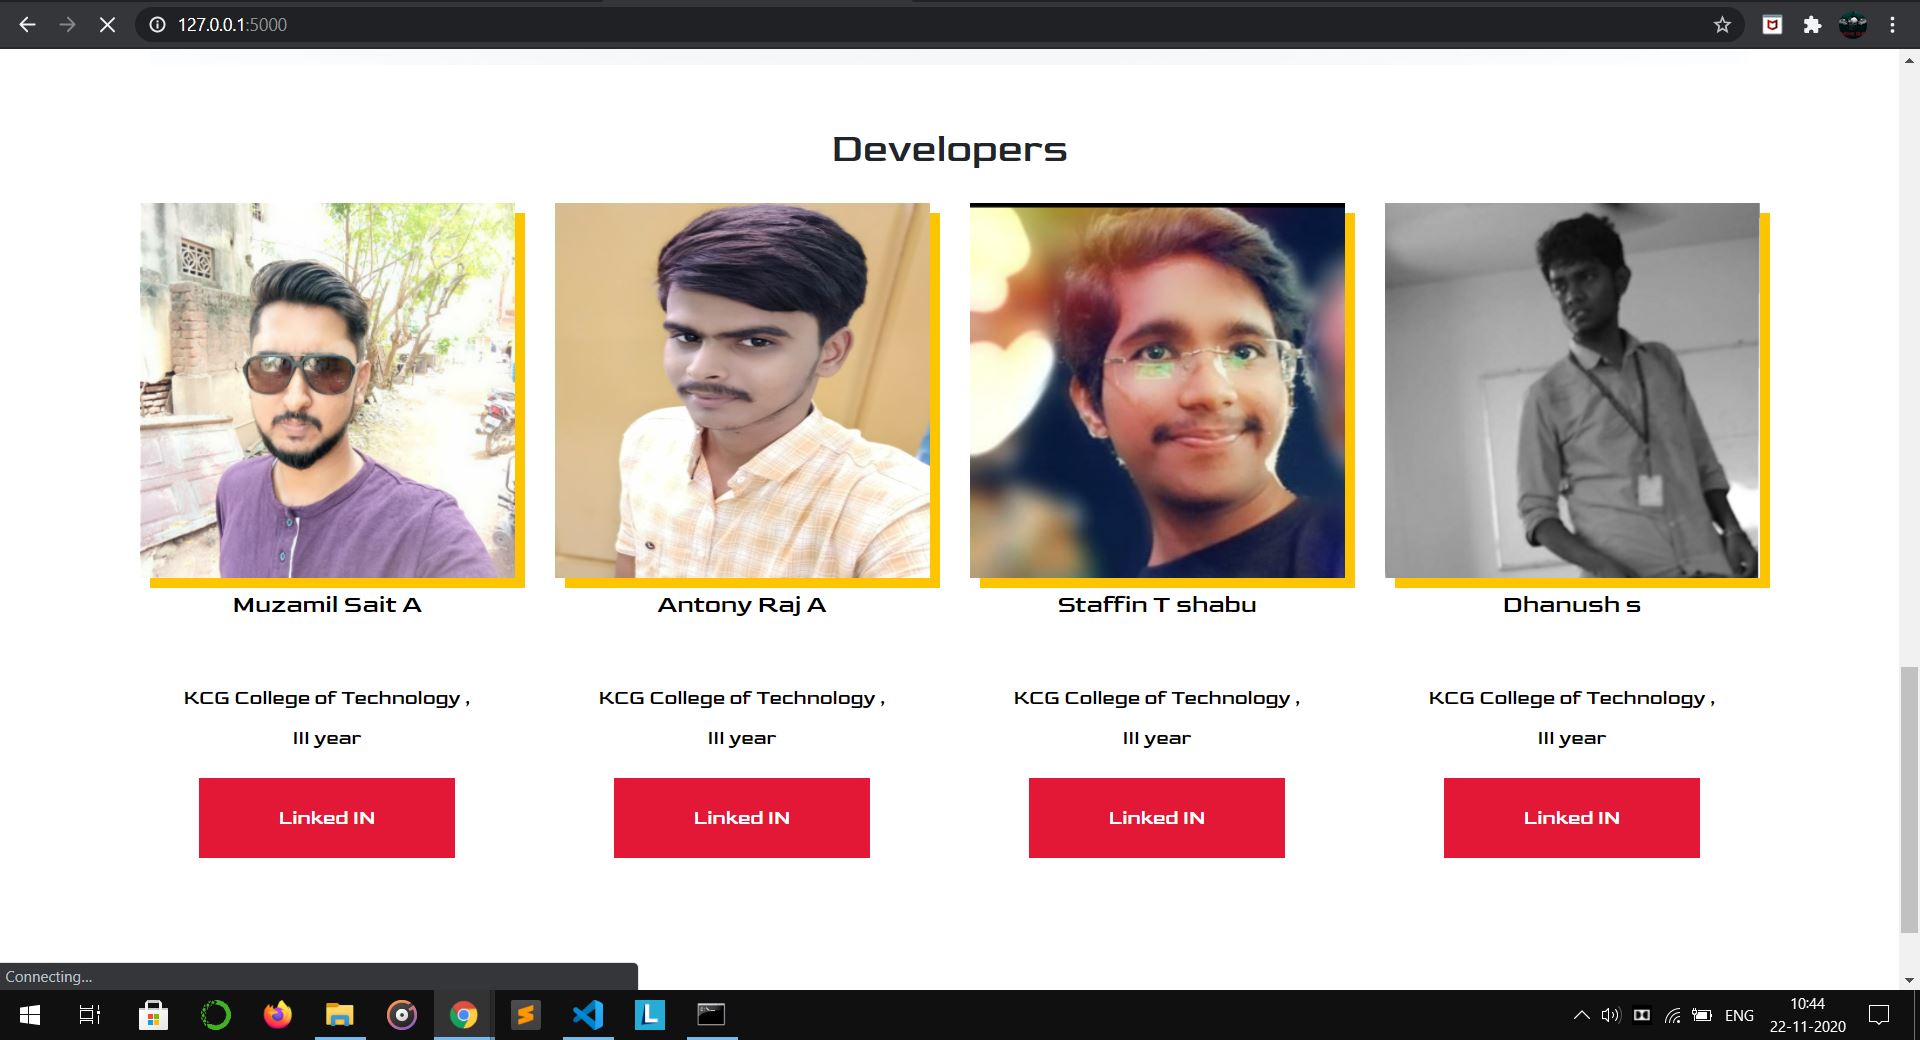 127.0.0.1:5000
Developers
Muzamil Sait A
Antony Raj A
Staffin T shabu
Dhanush s
KCG College of Technology ,
III year
KCG College of Technology ,
III year
KCG College of Technology ,
III year
KCG College of Technology ,
III year
Linked IN
Linked IN
Linked IN
Linked IN
Connecting...
ENG
10:44
22-11-2020